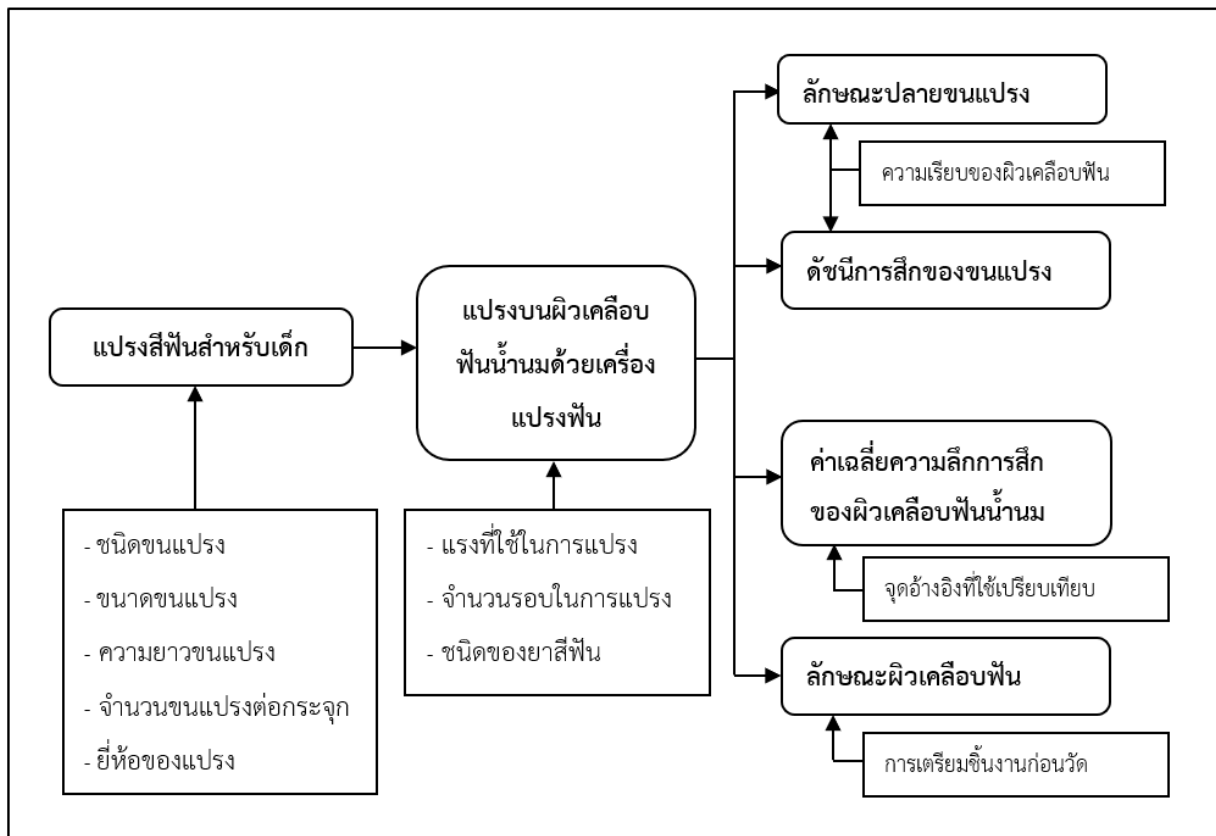 แปรงสีฟันสำหรับเด็ก
- ชนิดขนแปรง
- ขนาดขนแปรง
- ความยาวขนแปรง
- จำนวนขนแปรงต่อกระจุก
- ยี่ห้อของแปรง
แปรงบนผิวเคลือบ
ฟันน้ำนมด้วยเครื่อง
แปรงฟัน
- แรงที่ใช้ในการแปรง
- จำนวนรอบในการแปรง
- ชนิดของยาสีฟัน
ลักษณะปลายขนแปรง
ความเรียบของผิวเคลือบฟัน
ดัชนีการสึกของขนแปรง
ค่าเฉลี่ยความลึกการสึก
ของผิวเคลือบฟันน้ำนม
จุดอ้างอิงที่ใช้เปรียบเทียบ
ลักษณะผิวเคลือบฟัน
การเตรียมชิ้นงานก่อนวัด